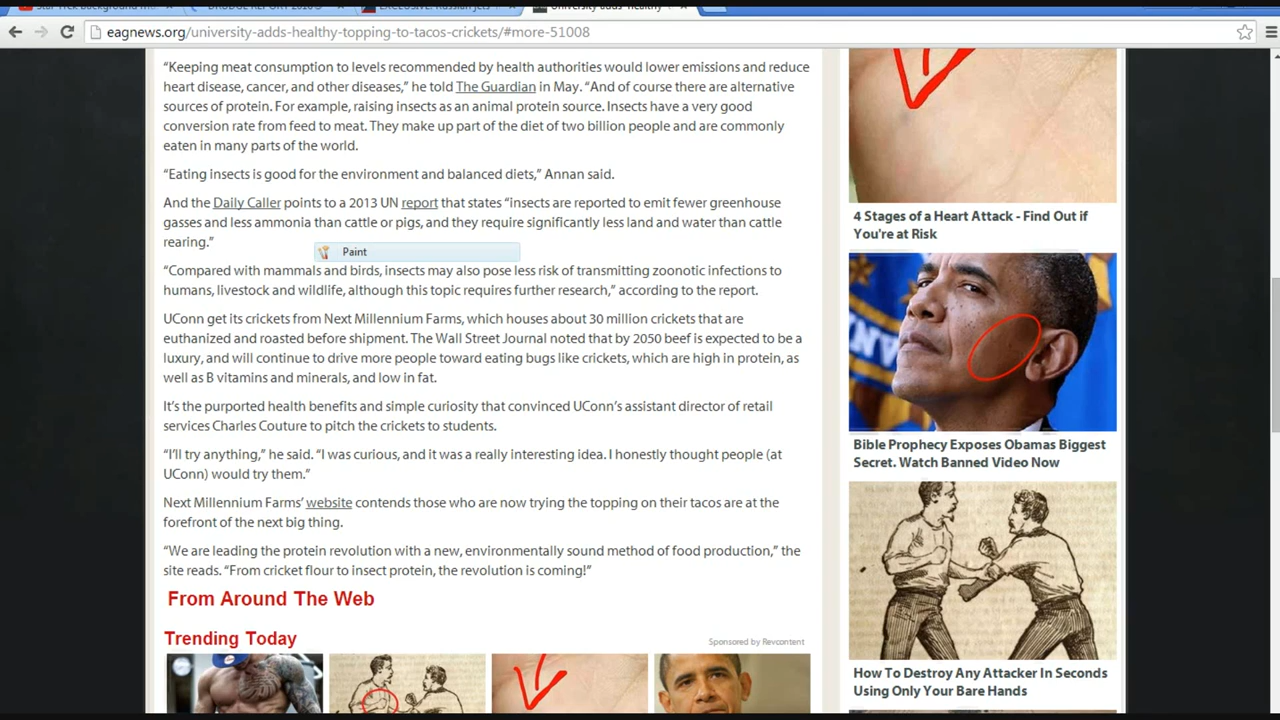 EXCLUSIVE: Russian jets
University adds 'healthy'
eagnews.org/university-adds-healthy-topping-to-tacos-crickets/#more-51008
“Keeping meat consumption to levels recommended by health authorities would lower emissions and reduce
heart disease, cancer, and other diseases,” he told The Guardian in May. “And of course there are alternative
sources of protein. For example, raising insects as an animal protein source. Insects have a very good
conversion rate from feed to meat. They make up part of the diet of two billion people and are commonly
eaten in many parts of the world.
“Eating insects is good for the environment and balanced diets,” Annan said.
And the Daily Caller points to a 2013 UN report that states “insects are reported to emit fewer greenhouse
gasses and less ammonia than cattle or pigs, and they require significantly less land and water than cattle
rearing.”
Paint
“Compared with mammals and birds, insects may also pose less risk of transmitting zoonotic infections to
humans, livestock and wildlife, although this topic requires further research,” according to the report.
UConn get its crickets from Next Millennium Farms, which houses about 30 million crickets that are
euthanized and roasted before shipment. The Wall Street Journal noted that by 2050 beef is expected to be a
luxury, and will continue to drive more people toward eating bugs like crickets, which are high in protein, as
well as B vitamins and minerals, and low in fat.
It’s the purported health benefits and simple curiosity that convinced UConn’s assistant director of retail
services Charles Couture to pitch the crickets to students.
“I’ll try anything,” he said. “I was curious, and it was a really interesting idea. I honestly thought people (at
UConn) would try them.”
Next Millennium Farms’ website contends those who are now trying the topping on their tacos are at the
forefront of the next big thing.
“We are leading the protein revolution with a new, environmentally sound method of food production,” the
site reads. “From cricket flour to insect protein, the revolution is coming!”
From Around The Web
Trending Today
Sponsored by Revcontent
4 Stages of a Heart Attack - Find Out if
You're at Risk
Bible Prophecy Exposes Obamas Biggest
Secret. Watch Banned Video Now
How To Destroy Any Attacker In Seconds
Using Only Your Bare Hands